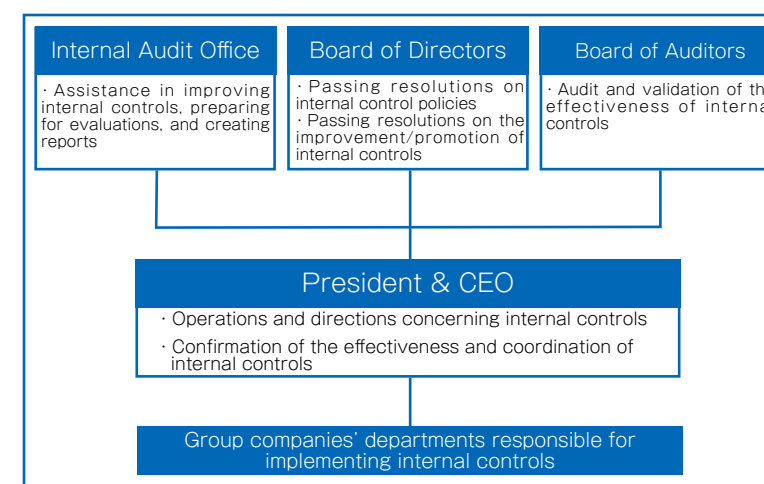 Internal Audit Office
· Assistance in improving
internal controls, preparing
for evaluations, and creating
reports
Board of Directors
· Passing resolutions on
internal control policies
· Passing resolutions on the
improvement/promotion of
internal controls
Board of Auditors
· Audit and validation of th
effectiveness of interna
controls
President & CEO
· Operations and directions concerning internal controls
· Confirmation of the effectiveness and coordination of
internal controls
Group companies’ departments responsible for
implementing internal controls